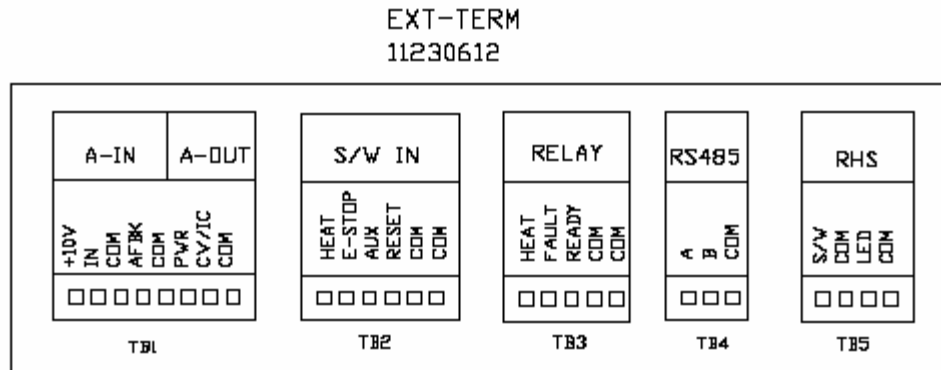 EXT-TERM
11230612
A-IN A-OUT
+10V
IN
COM
AFBK
COM
PWR
CV/IC
COM
TB1
S/W IN
HEAT
E-STOP
AUX
RESET
COM
COM
TB2
RELAY
HEAT
FAULT
READY
COM
COM
TB3
RS485
A
B
COM
TB4
RHS
S/W
COM
LED
COM
TB5